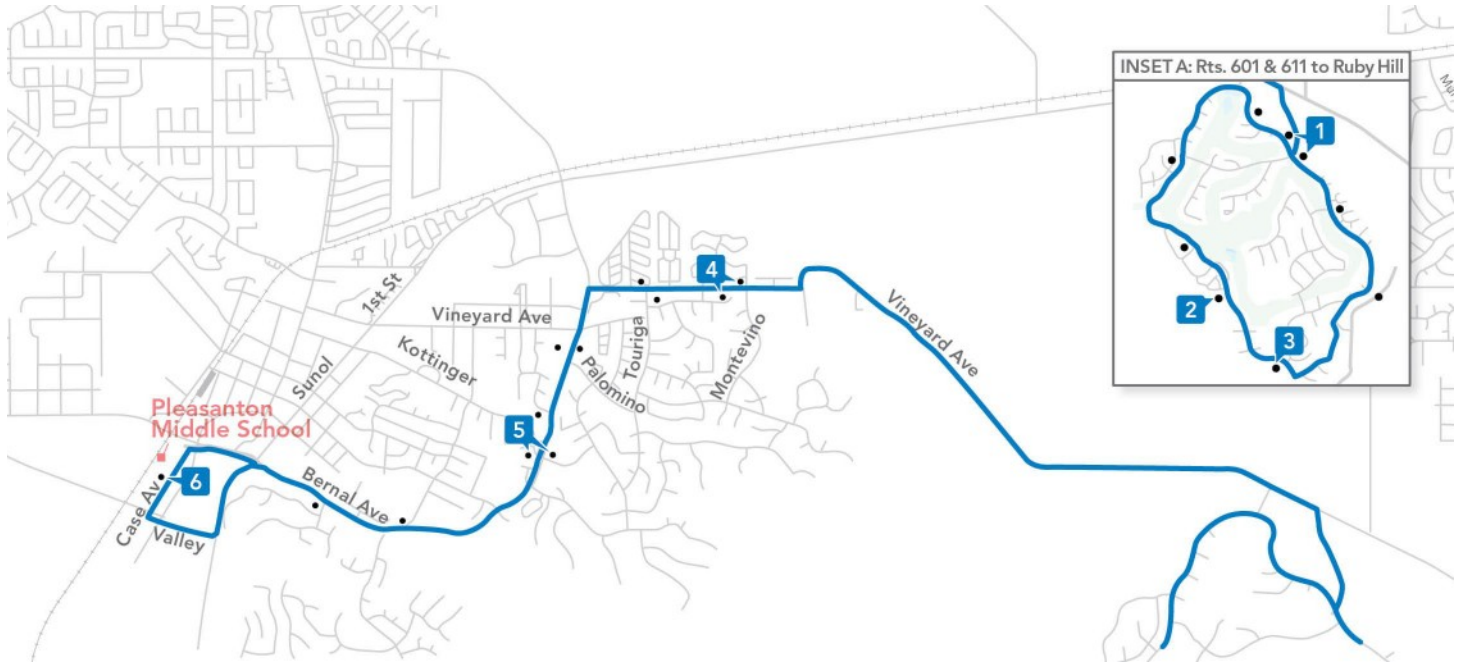 INSET A: Rts. 601 & 611 to Ruby Hill
1
2
3
4
1st St
Vineyard Ave
Vineyard Ave
Kottinger
Touriga
Montevino
Palomino
Sunol
Pleasanton
Middle School
5
6
Bernal Ave
Case Av
Valley